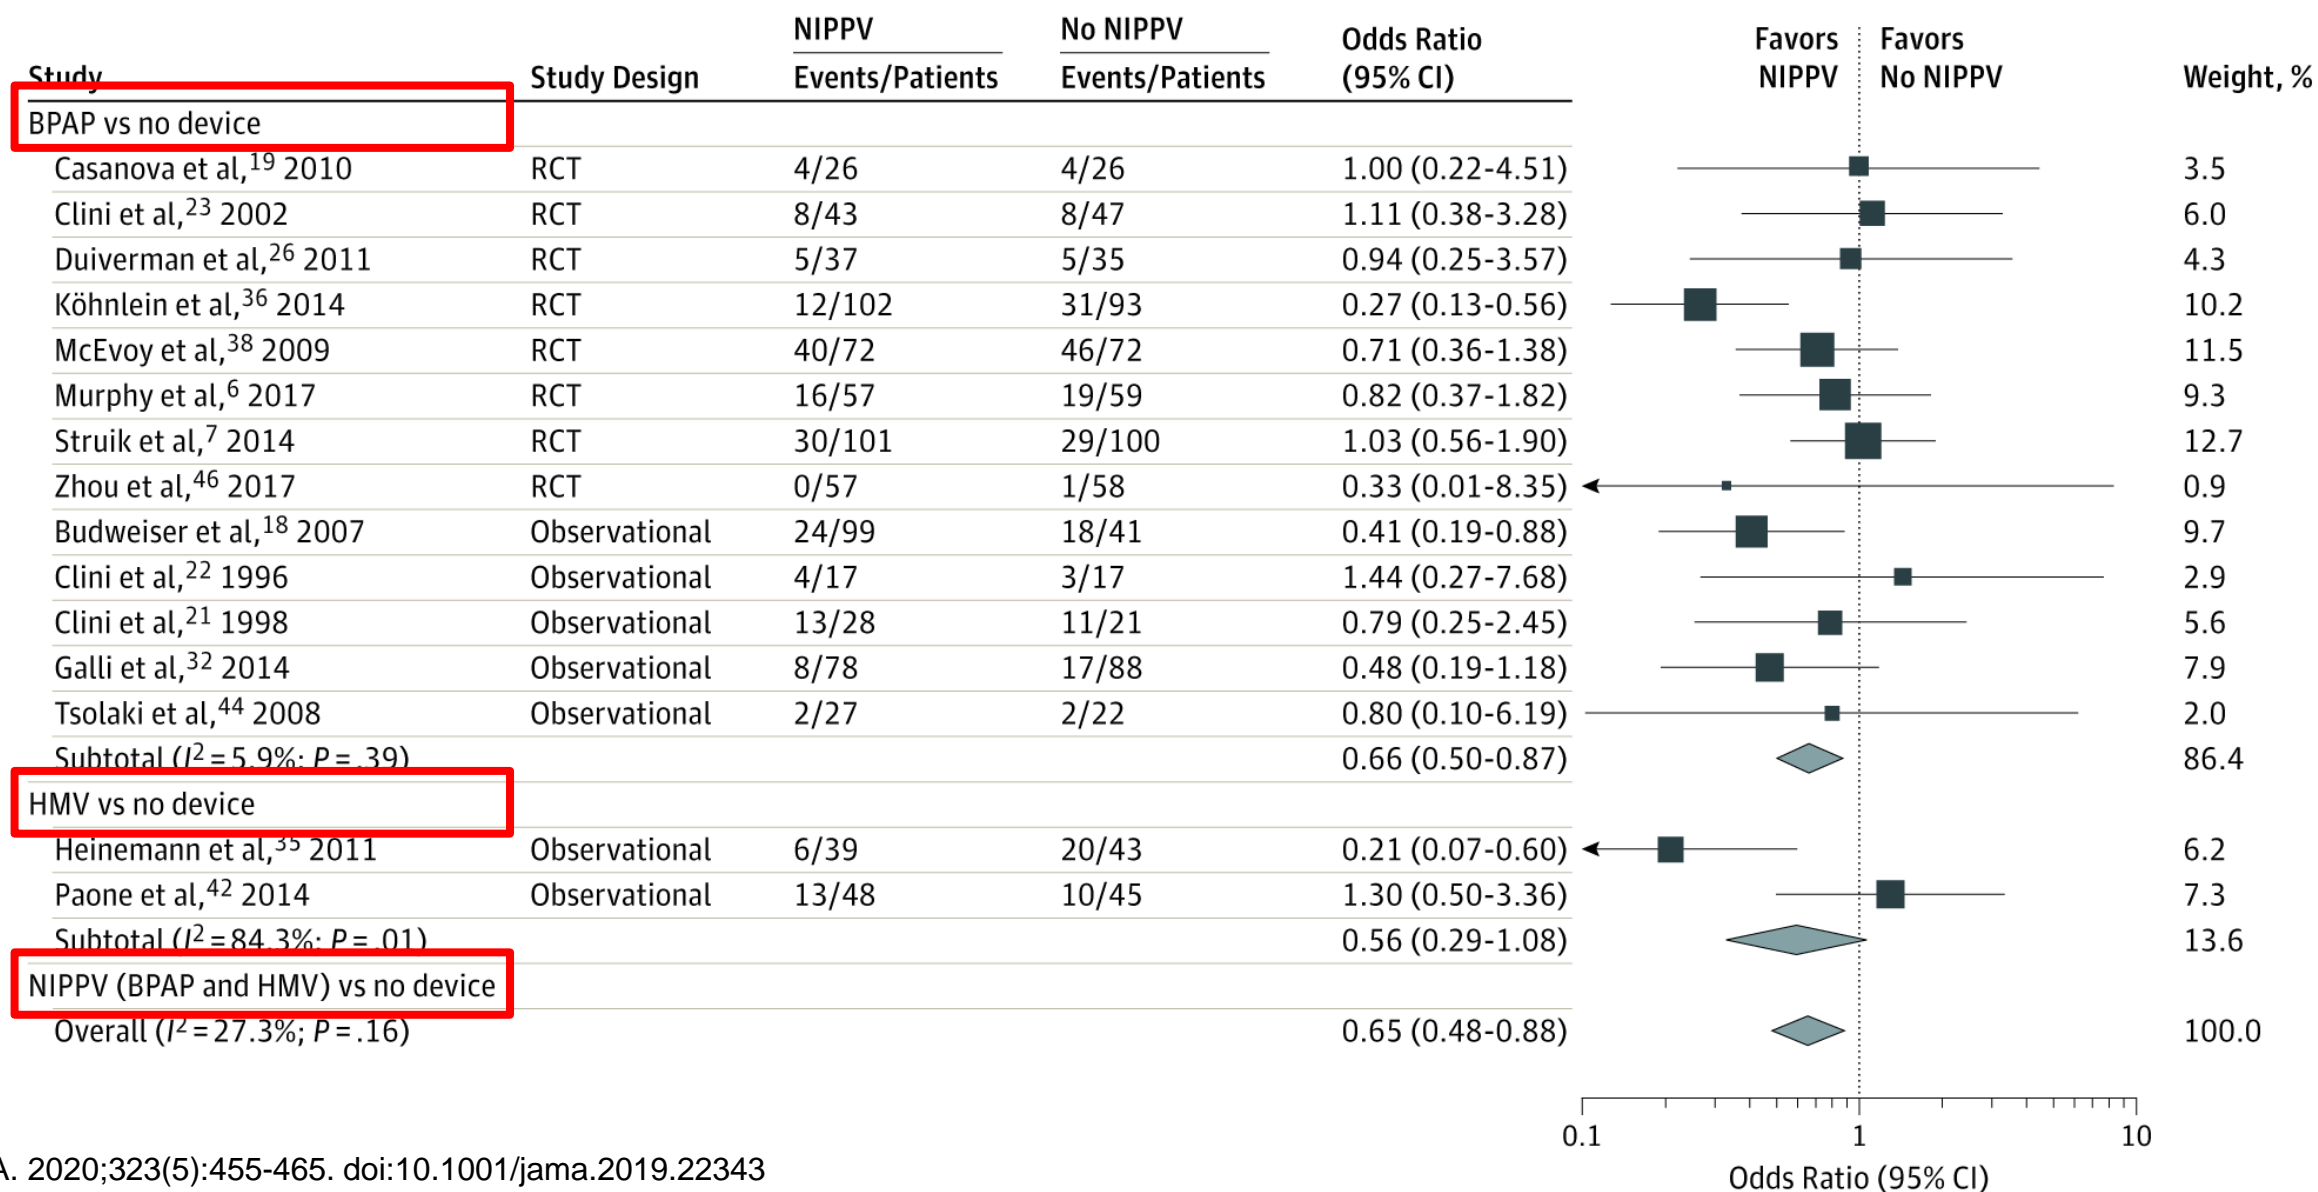 NIPPV No NIPPV Odds Ratio Favors Favors
Study Study Design Events/Patients Events/Patients (95% CI) NIPPV No NIPPV Weight, %
BPAP vs no device
Casanova et al,19 2010 RCT 4/26 4/26 1.00 (0.22-4.51) 3.5
Clini et al,23 2002 RCT 8/43 8/47 1.11 (0.38-3.28) 6.0
Duiverman et al,26 2011 RCT 5/37 5/35 0.94 (0.25-3.57) 4.3
Köhnlein et al,36 2014 RCT 12/102 31/93 0.27 (0.13-0.56) 10.2
McEvoy et al,38 2009 RCT 40/72 46/72 0.71 (0.36-1.38) 11.5
Murphy et al,6 2017 RCT 16/57 19/59 0.82 (0.37-1.82) 9.3
Struik et al,7 2014 RCT 30/101 29/100 1.03 (0.56-1.90) 12.7
Zhou et al,46 2017 RCT 0/57 1/58 0.33 (0.01-8.35) 0.9
Budweiser et al,18 2007 Observational 24/99 18/41 0.41 (0.19-0.88) 9.7
Clini et al,22 1996 Observational 4/17 3/17 1.44 (0.27-7.68) 2.9
Clini et al,21 1998 Observational 13/28 11/21 0.79 (0.25-2.45) 5.6
Galli et al,32 2014 Observational 8/78 17/88 0.48 (0.19-1.18) 7.9
Tsolaki et al,44 2008 Observational 2/27 2/22 0.80 (0.10-6.19) 2.0
Subtotal (I2 = 5.9%; P = .39) 0.66 (0.50-0.87) 86.4
HMV vs no device
Heinemann et al,35 2011 Observational 6/39 20/43 0.21 (0.07-0.60) 6.2
Paone et al,42 2014 Observational 13/48 10/45 1.30 (0.50-3.36) 7.3
Subtotal (I2 = 84.3%; P = .01) 0.56 (0.29-1.08) 13.6
NIPPV (BPAP and HMV) vs no device
Overall (I2 = 27.3%; P = .16) 0.65 (0.48-0.88) 100.0
0.1 1 10
Odds Ratio (95% CI)
A. 2020;323(5):455-465. doi:10.1001/jama.2019.22343